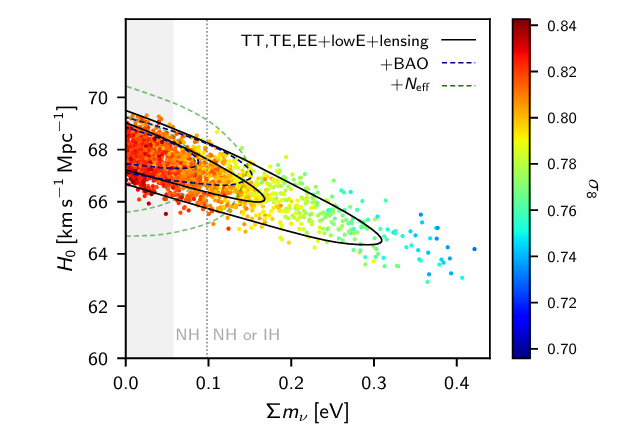 TT,TE,EE+lowE+lensing
+BAO
+N_eff
NH
NH or IH
H₀ [km s⁻¹ Mpc⁻¹]
70
68
66
64
62
60
0.0 0.1 0.2 0.3 0.4
Σm_ν [eV]
0.84
0.82
0.80
0.78
0.76
0.74
0.72
0.70
σ₈